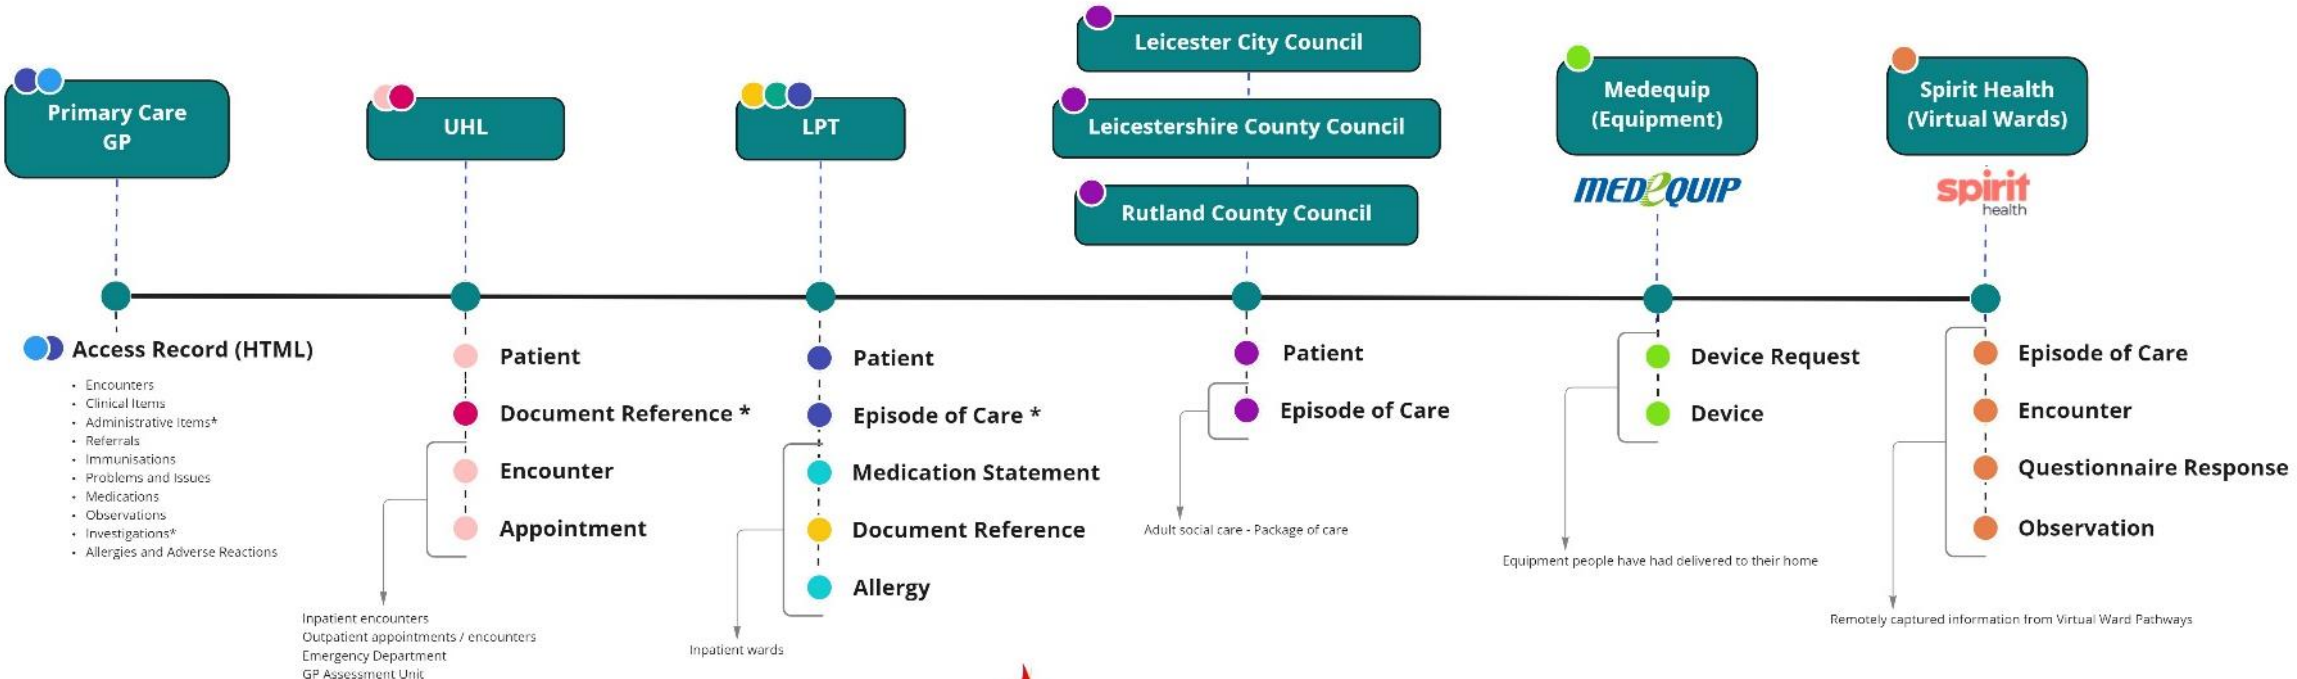 Primary Care
GP
UHL
LPT
Leicester City Council
Leicestershire County Council
Rutland County Council
Medequip
(Equipment)
MEDEQUIP
Spirit Health
(Virtual Wards)
spirit
health
Access Record (HTML)
• Encounters
• Clinical Items
• Administrative Items*
• Referrals
• Immunisations
• Problems and Issues
• Medications
• Observations
• Investigations*
• Allergies and Adverse Reactions
Patient
Document Reference *
Encounter
Appointment
Inpatient encounters
Outpatient appointments / encounters
Emergency Department
GP Assessment Unit
Patient
Episode of Care *
Medication Statement
Document Reference
Allergy
Inpatient wards
Patient
Episode of Care
Adult social care - Package of care
Device Request
Device
Equipment people have had delivered to their home
Episode of Care
Encounter
Questionnaire Response
Observation
Remotely captured information from Virtual Ward Pathways